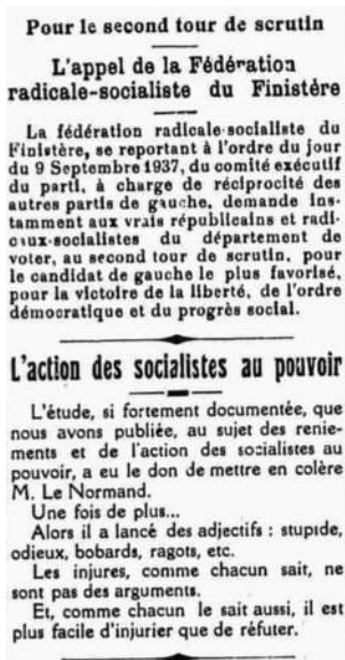 Pour le second tour de scrutin
L'appel de la Fédération
radicale-socialiste du Finistère
La fédération radicale-socialiste du
Finistère, se reportant à l'ordre du jour
du 9 Septembre 1937, du comité exécutif
du parti, à charge de réciprocité des
autres partis de gauche, demande ins-
tamment aux vrais républicains et radi-
caux-socialistes du département de
voter, au second tour de scrutin, pour
le candidat de gauche le plus favorisé,
pour la victoire de la liberté, de l'ordre
démocratique et du progrès social.
L'action des socialistes au pouvoir
L'étude, si fortement documentée, que
nous avons publiée, au sujet des renie-
ments et de l'action des socialistes au
pouvoir, a eu le don de mettre en colère
M. Le Normand.
Une fois de plus...
Alors il a lancé des adjectifs : stupide,
odieux, bobards, ragots, etc.
Les injures, comme chacun sait, ne
sont pas des arguments.
Et, comme chacun le sait aussi, il est
plus facile d'injurier que de réfuter.